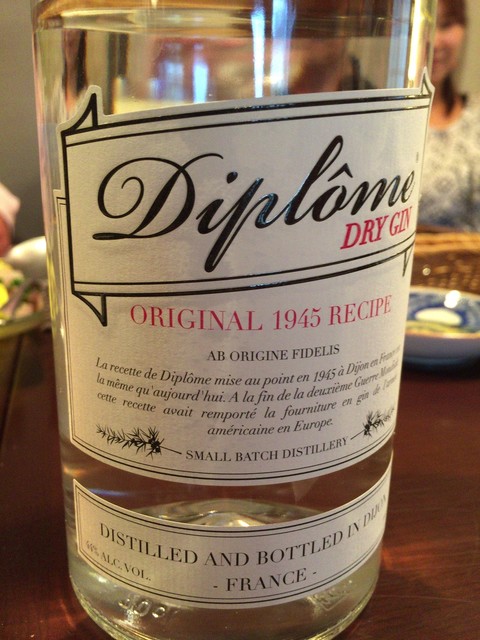 Diplôme
DRY GIN
ORIGINAL 1945 RECIPE
AB ORIGINE FIDELIS
La recette de Diplôme mise au point en 1945 à Dijon en
la même qu'aujourd'hui. A la fin de la deuxième Guerre
cette recette avait remporté la fourniture en gin de
américaine en Europe.
SMALL BATCH DISTILLERY
DISTILLED AND BOTTLED IN DIJON
44% ALC. VOL.
- FRANCE -